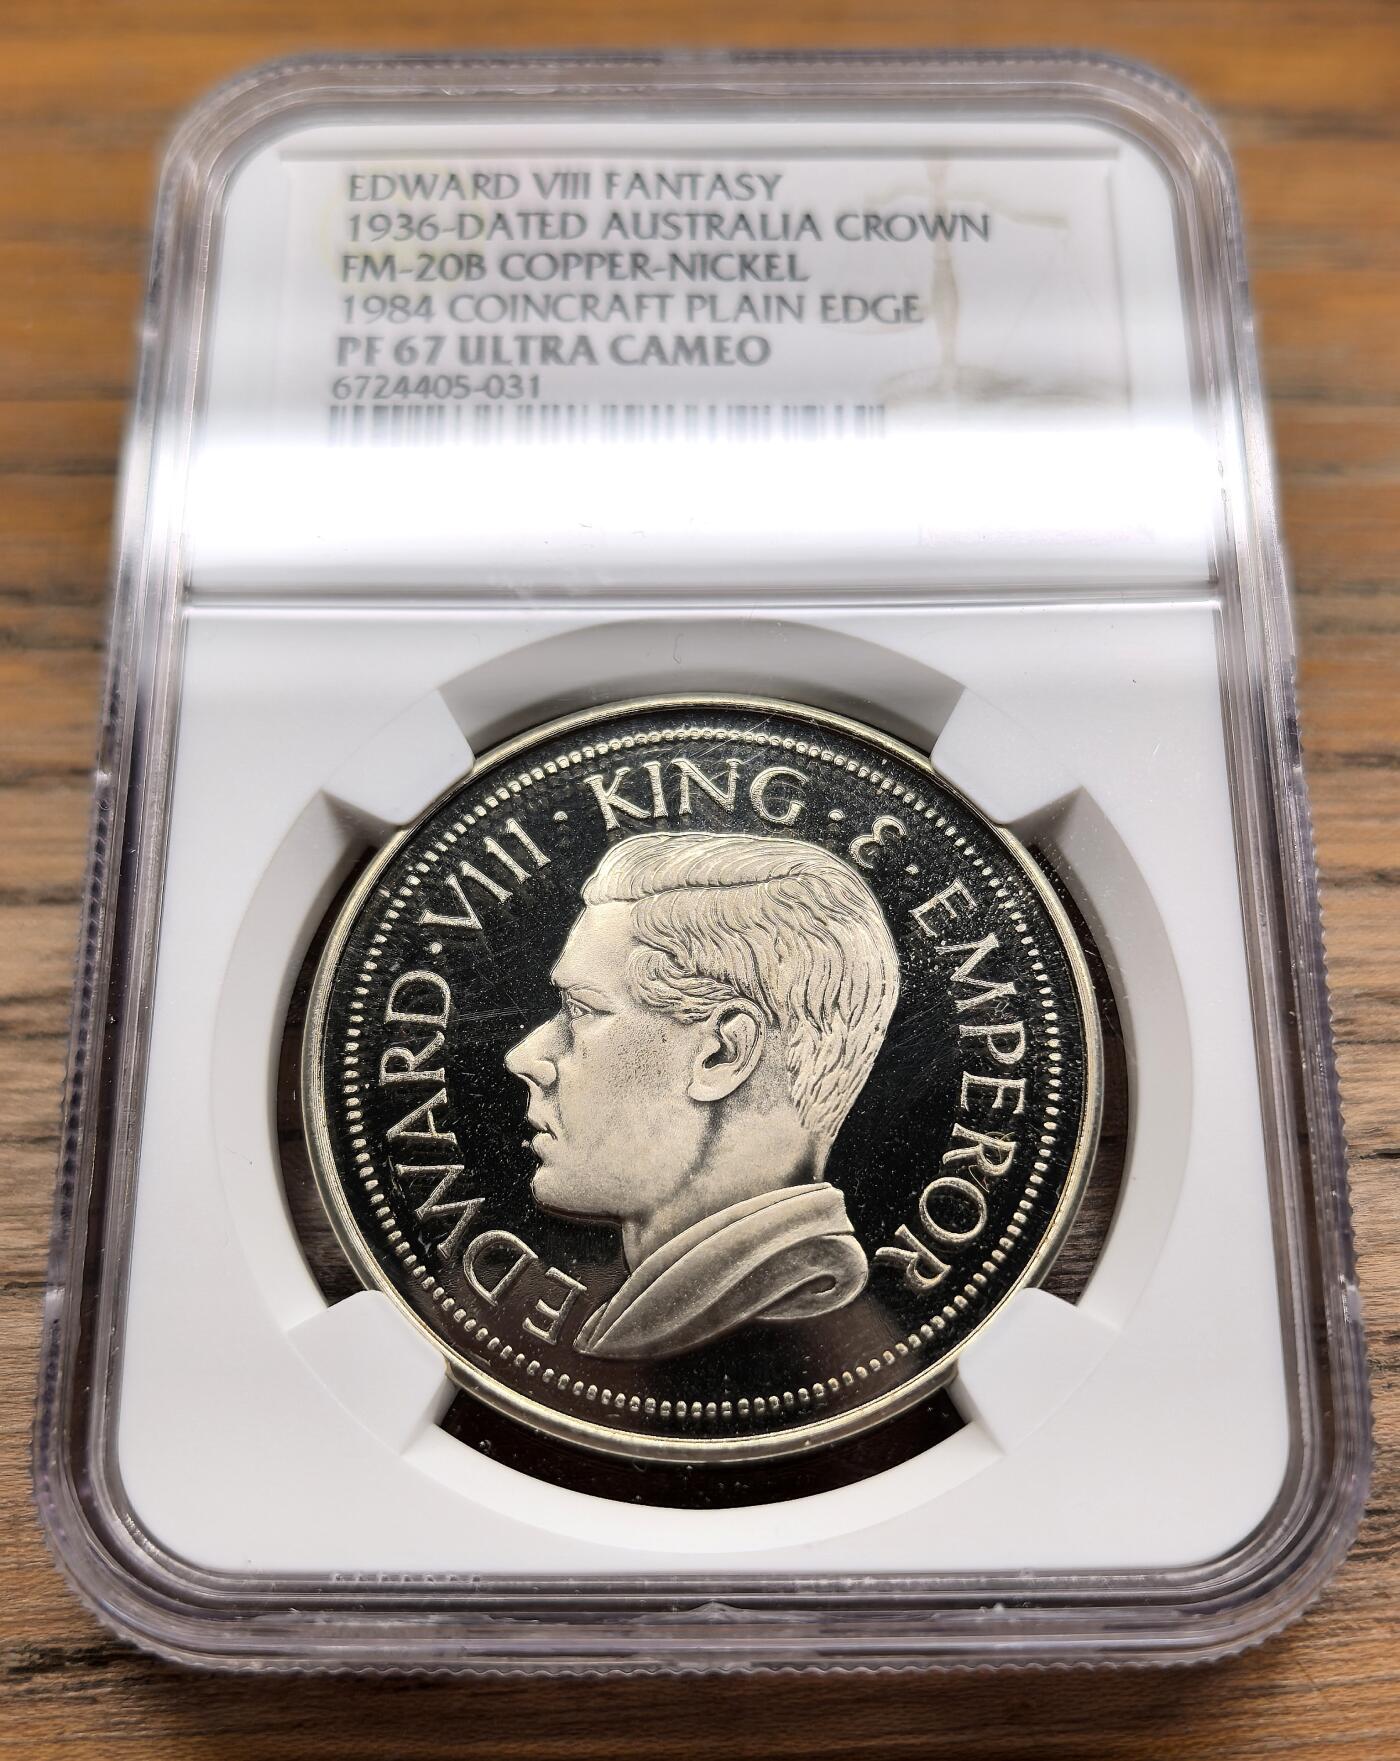 EDWARD VIII FANTASY
1936-DATED AUSTRALIA CROWN
FM-20B COPPER-NICKEL
1984 COINCRAFT PLAIN EDGE
PF 67 ULTRA CAMEO
6724405-031
EDWARD · VIII · KING · & · EMPEROR